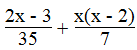 2x - 3
35
+
x(x - 2)
7